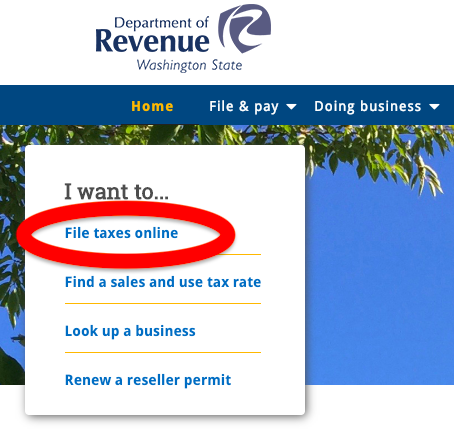 Department of
Revenue
Washington State
Home File & pay Doing business
I want to...
File taxes online
Find a sales and use tax rate
Look up a business
Renew a reseller permit